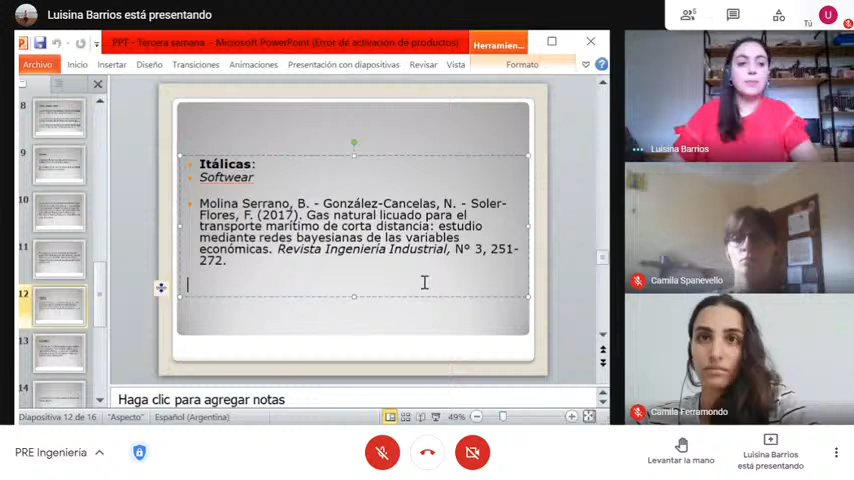 Luisina Barrios está presentando
5
U
Tú
PPT - Tercera semana - Microsoft PowerPoint (Error de activación de productos)
Herramien...
Archivo
Inicio
Insertar
Diseño
Transiciones
Animaciones
Presentación con diapositivas
Revisar
Vista
Formato
8
9
10
11
12
13
14
Itálicas:
Softwear
Molina Serrano, B. - González-Cancelas, N. - Soler-
Flores, F. (2017). Gas natural licuado para el
transporte marítimo de corta distancia: estudio
mediante redes bayesianas de las variables
económicas. Revista Ingeniería Industrial, Nº 3, 251-
272.
Haga clic para agregar notas
Diapositiva 12 de 16
"Aspecto"
Español (Argentina)
49%
Luisina Barrios
Camila Spanevello
Camila Ferramondo
PRE Ingeniería
Levantar la mano
Luisina Barrios
está presentando